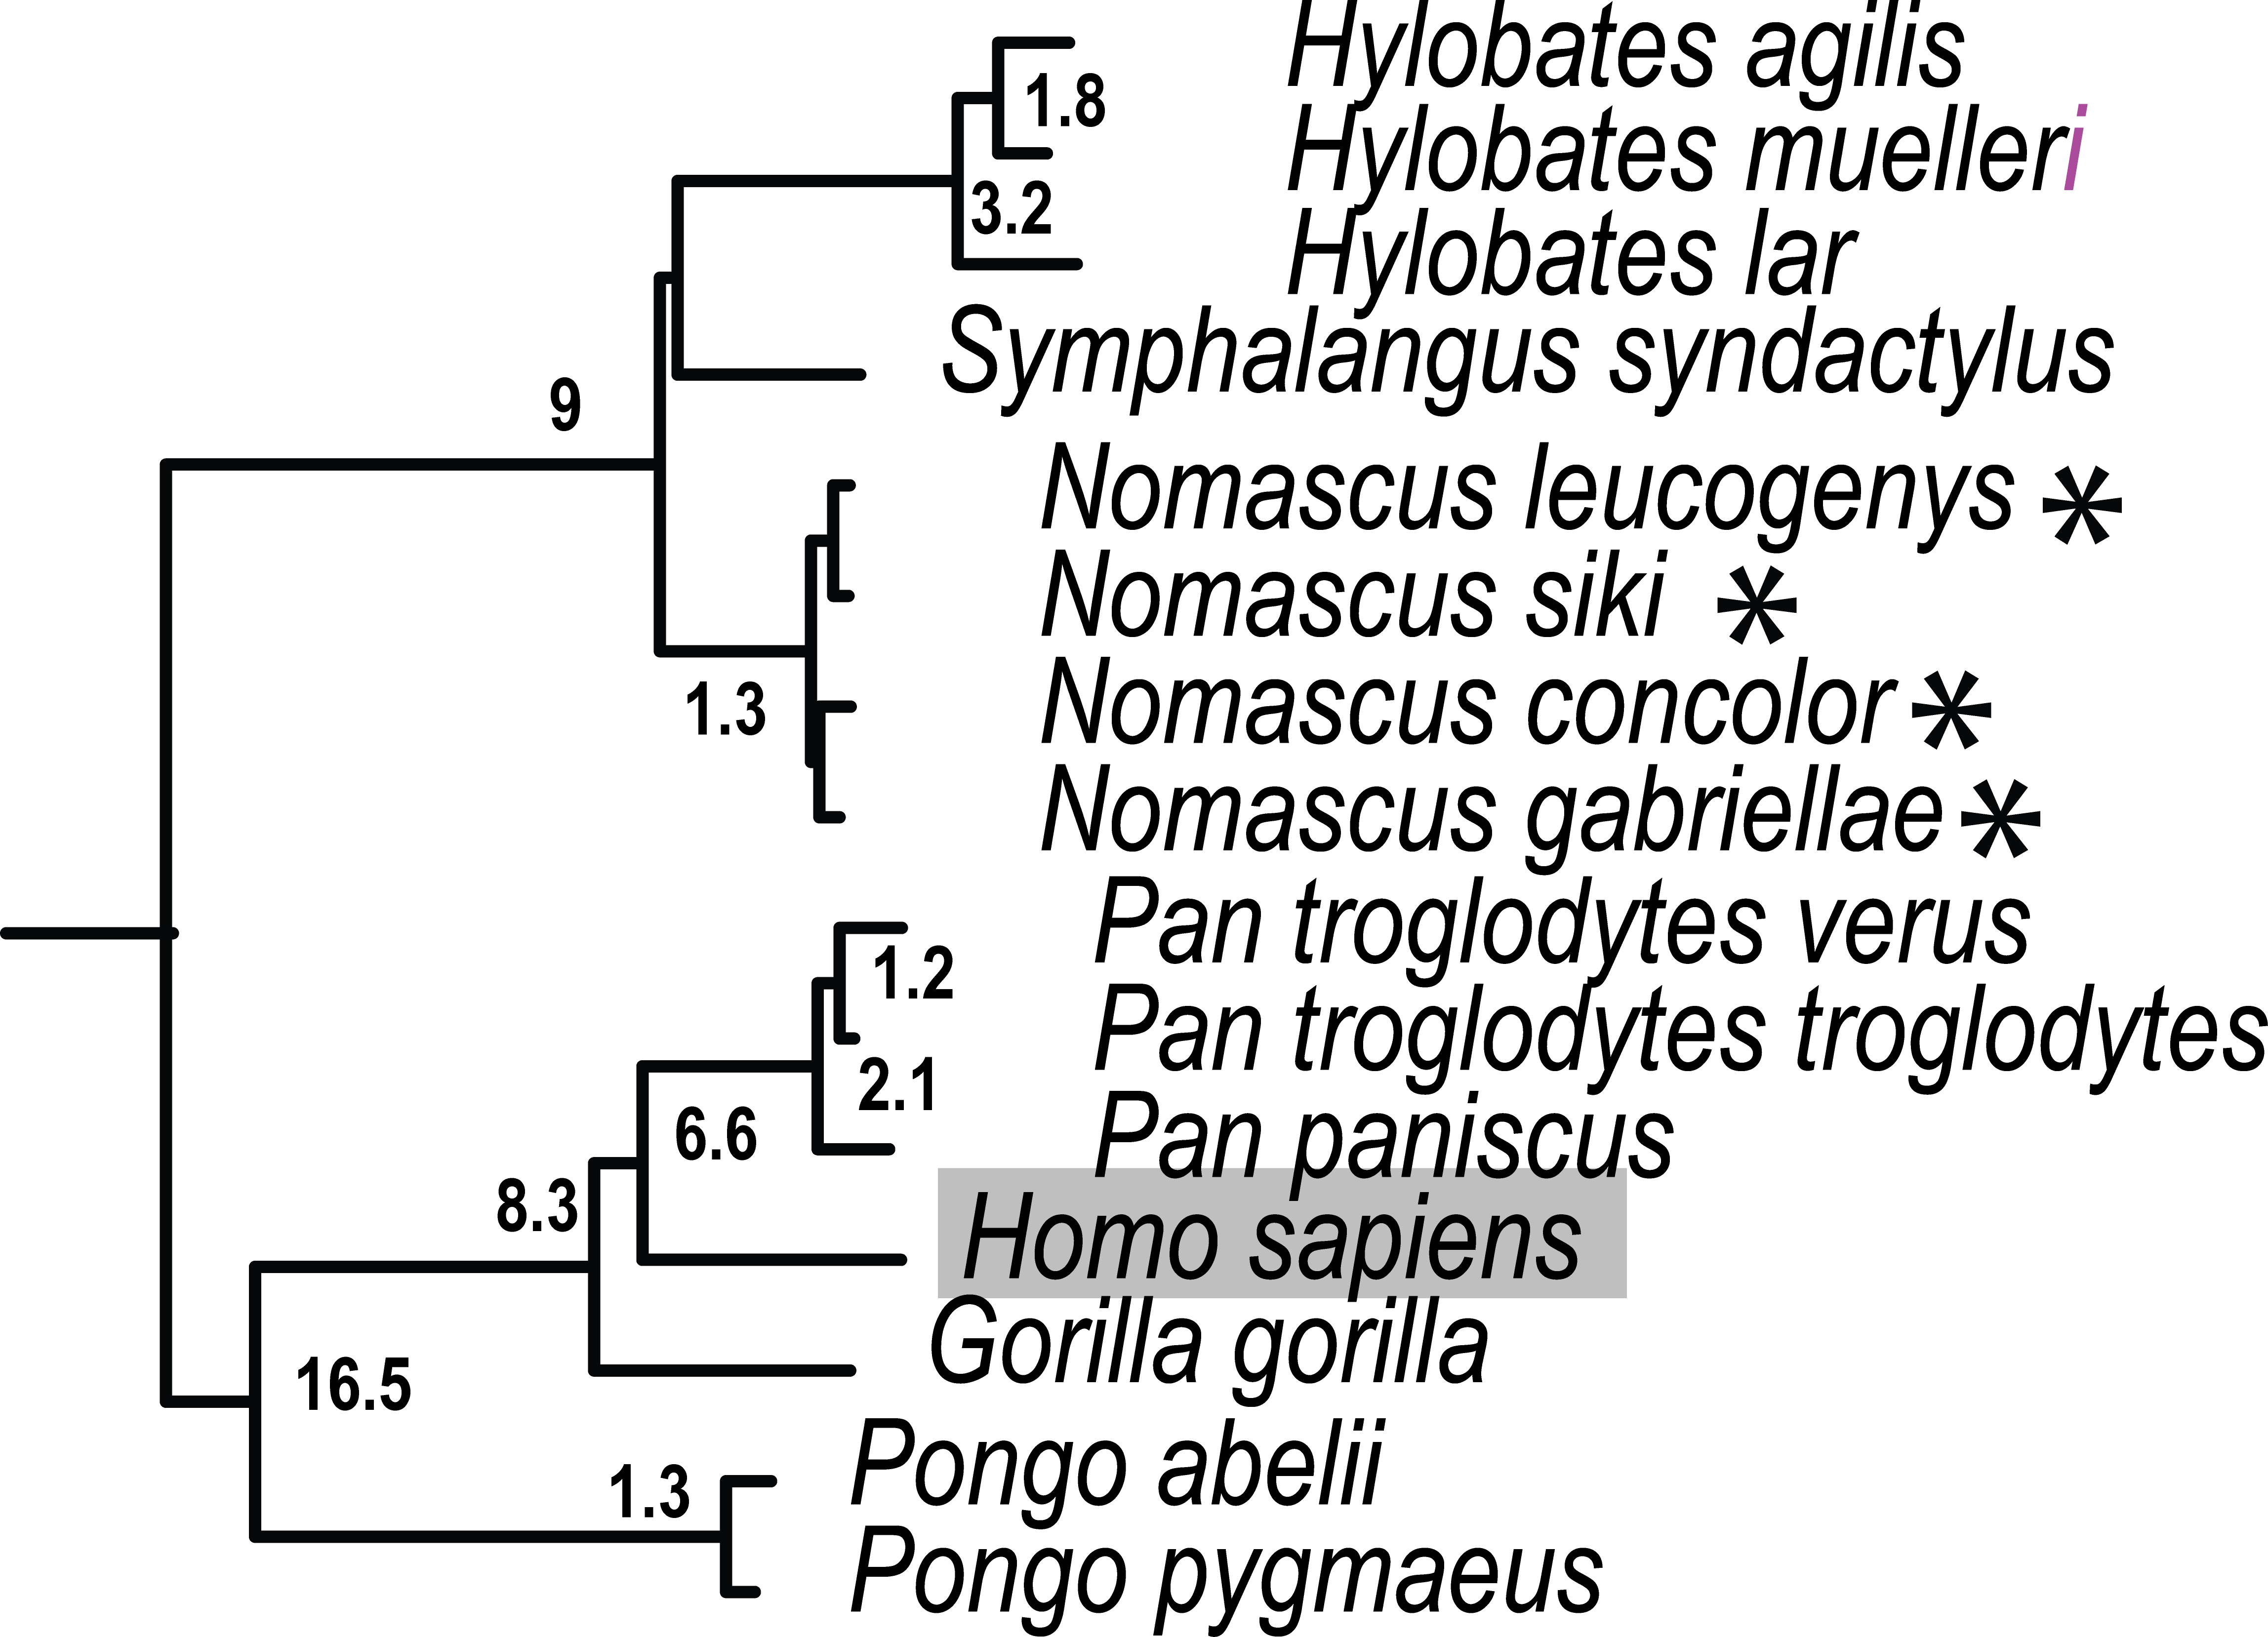 Hylobates agilis
1.8
Hylobates muelleri
3.2
Hylobates lar
Symphalangus syndactylus
9
Nomascus leucogenys *
Nomascus siki *
Nomascus concolor *
1.3
Nomascus gabriellae *
Pan troglodytes verus
1.2
Pan troglodytes troglodytes
2.1
Pan paniscus
6.6
8.3
Homo sapiens
Gorilla gorilla
16.5
Pongo abelii
1.3
Pongo pygmaeus